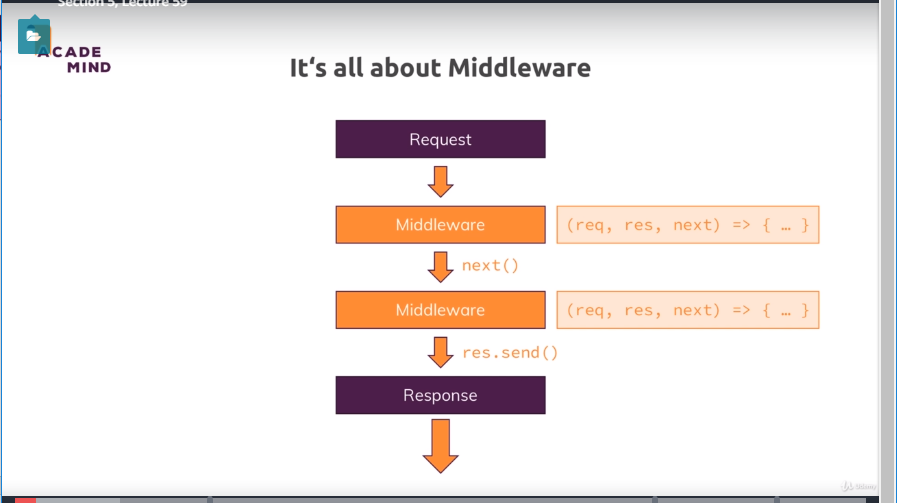 Section 5, Lecture 59
ACADE
MIND
It‘s all about Middleware
Request
Middleware
(req, res, next) => { … }
next()
Middleware
(req, res, next) => { … }
res.send()
Response
Udemy